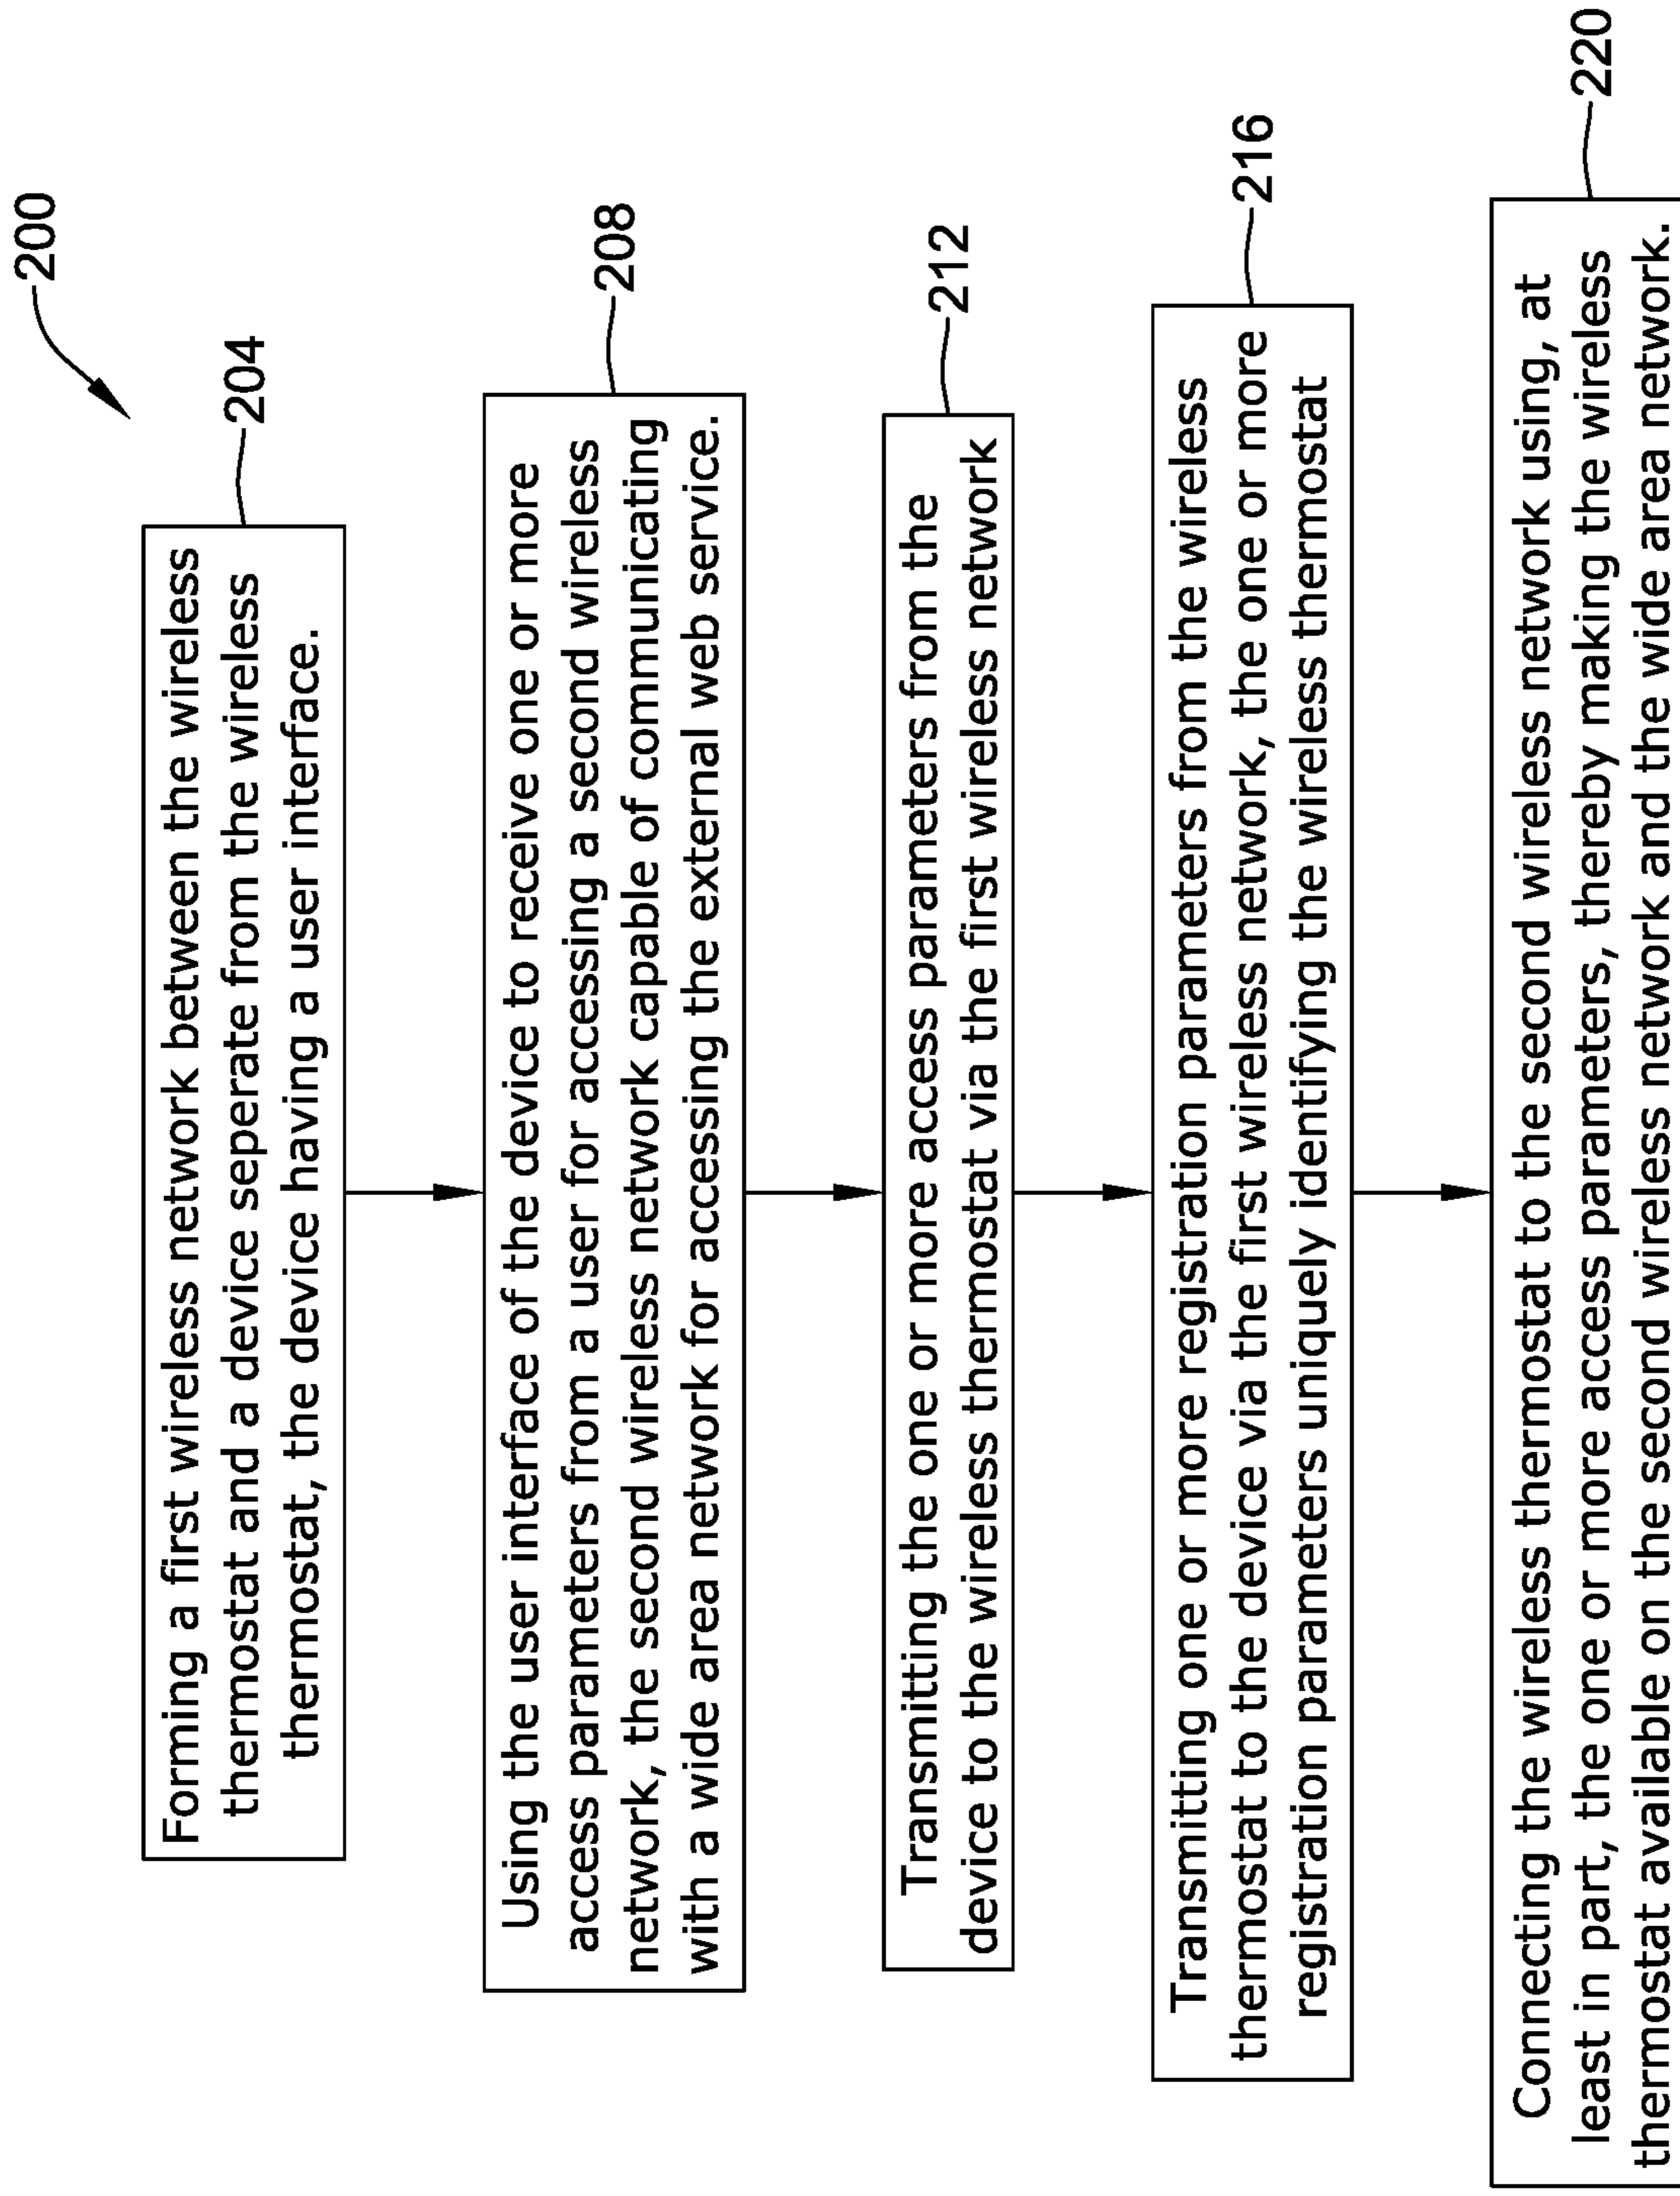 200
204
Forming a first wireless network between the wireless
thermostat and a device seperate from the wireless
thermostat, the device having a user interface.
208
Using the user interface of the device to receive one or more
access parameters from a user for accessing a second wireless
network, the second wireless network capable of communicating
with a wide area network for accessing the external web service.
212
Transmitting the one or more access parameters from the
device to the wireless thermostat via the first wireless network
216
Transmitting one or more registration parameters from the wireless
thermostat to the device via the first wireless network, the one or more
registration parameters uniquely identifying the wireless thermostat
220
Connecting the wireless thermostat to the second wireless network using, at
least in part, the one or more access parameters, thereby making the wireless
thermostat available on the second wireless network and the wide area network.